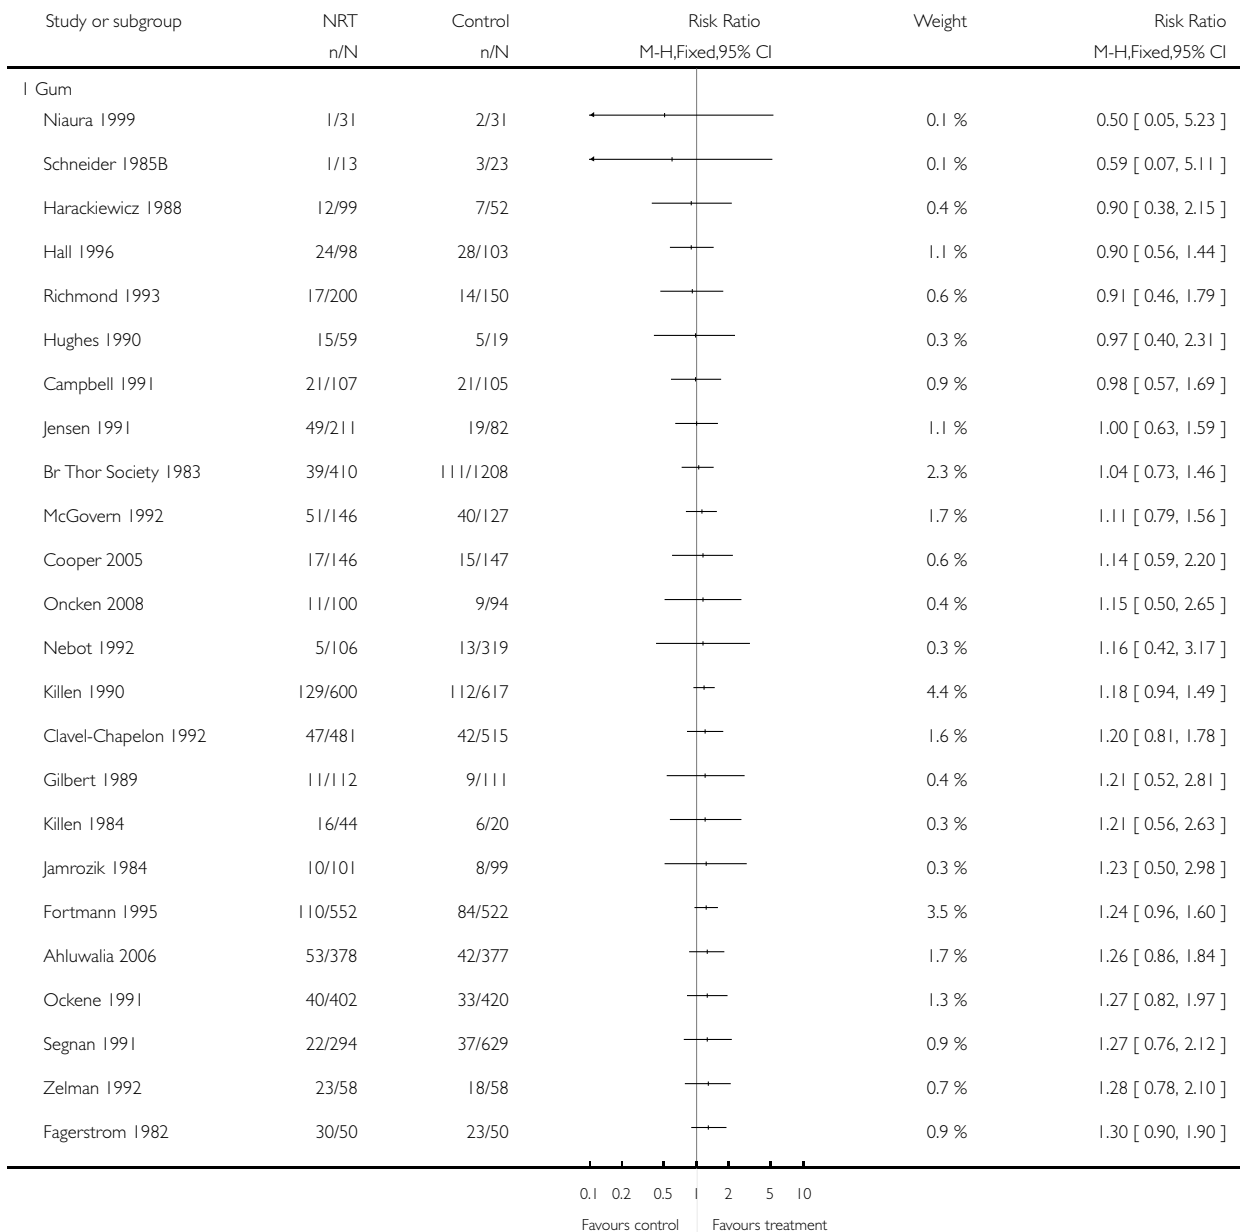 Study or subgroup NRT Control Risk Ratio Weight Risk Ratio
n/N n/N M-H,Fixed,95% CI M-H,Fixed,95% CI
1 Gum
Niaura 1999 1/31 2/31 0.1 % 0.50 [ 0.05, 5.23 ]
Schneider 1985B 1/13 3/23 0.1 % 0.59 [ 0.07, 5.11 ]
Harackiewicz 1988 12/99 7/52 0.4 % 0.90 [ 0.38, 2.15 ]
Hall 1996 24/98 28/103 1.1 % 0.90 [ 0.56, 1.44 ]
Richmond 1993 17/200 14/150 0.6 % 0.91 [ 0.46, 1.79 ]
Hughes 1990 15/59 5/19 0.3 % 0.97 [ 0.40, 2.31 ]
Campbell 1991 21/107 21/105 0.9 % 0.98 [ 0.57, 1.69 ]
Jensen 1991 49/211 19/82 1.1 % 1.00 [ 0.63, 1.59 ]
Br Thor Society 1983 39/410 111/1208 2.3 % 1.04 [ 0.73, 1.46 ]
McGovern 1992 51/146 40/127 1.7 % 1.11 [ 0.79, 1.56 ]
Cooper 2005 17/146 15/147 0.6 % 1.14 [ 0.59, 2.20 ]
Oncken 2008 11/100 9/94 0.4 % 1.15 [ 0.50, 2.65 ]
Nebot 1992 5/106 13/319 0.3 % 1.16 [ 0.42, 3.17 ]
Killen 1990 129/600 112/617 4.4 % 1.18 [ 0.94, 1.49 ]
Clavel-Chapelon 1992 47/481 42/515 1.6 % 1.20 [ 0.81, 1.78 ]
Gilbert 1989 11/112 9/111 0.4 % 1.21 [ 0.52, 2.81 ]
Killen 1984 16/44 6/20 0.3 % 1.21 [ 0.56, 2.63 ]
Jamrozik 1984 10/101 8/99 0.3 % 1.23 [ 0.50, 2.98 ]
Fortmann 1995 110/552 84/522 3.5 % 1.24 [ 0.96, 1.60 ]
Ahluwalia 2006 53/378 42/377 1.7 % 1.26 [ 0.86, 1.84 ]
Ockene 1991 40/402 33/420 1.3 % 1.27 [ 0.82, 1.97 ]
Segnan 1991 22/294 37/629 0.9 % 1.27 [ 0.76, 2.12 ]
Zelman 1992 23/58 18/58 0.7 % 1.28 [ 0.78, 2.10 ]
Fagerstrom 1982 30/50 23/50 0.9 % 1.30 [ 0.90, 1.90 ]
0.1 0.2 0.5 1 2 5 10
Favours control Favours treatment